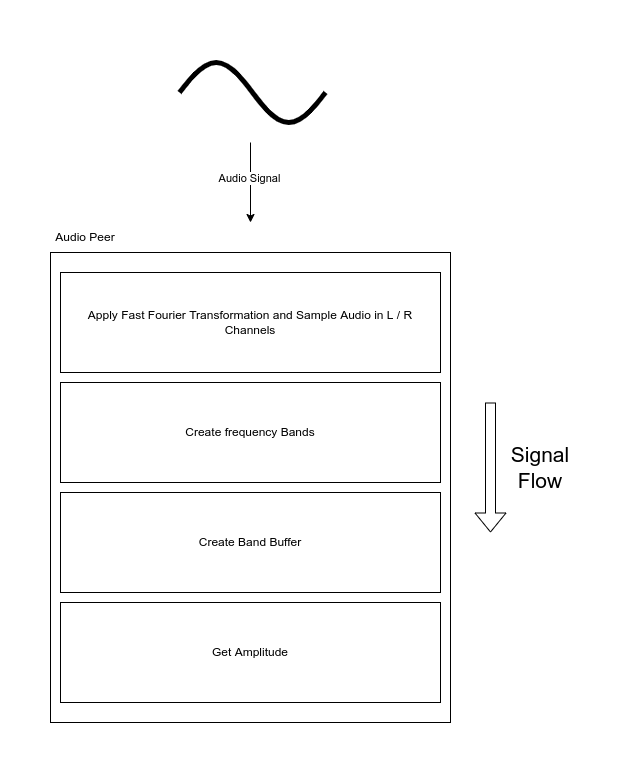 Audio Signal
Audio Peer
Apply Fast Fourier Transformation and Sample Audio in L / R
Channels
Create frequency Bands
Signal
Flow
Create Band Buffer
Get Amplitude